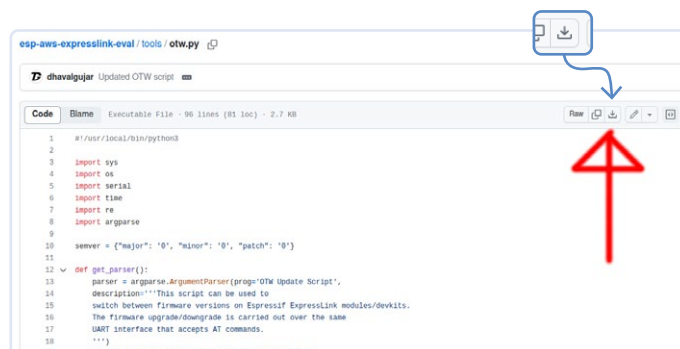 esp-aws-expresslink-eval / tools / otw.py
dhavalgujar Updated OTW script
Code Blame Executable File · 96 lines (81 loc) · 2.7 KB Raw
1 #!/usr/local/bin/python3
2
3 import sys
4 import os
5 import serial
6 import time
7 import re
8 import argparse
9
10 semver = {"major": '0', "minor": '0', "patch": '0'}
11
12 def get_parser():
13 parser = argparse.ArgumentParser(prog='OTW Update Script',
14 description='''This script can be used to
15 switch between firmware versions on Espressif ExpressLink modules/devkits.
16 The firmware upgrade/downgrade is carried out over the same
17 UART interface that accepts AT commands.
18 ''')